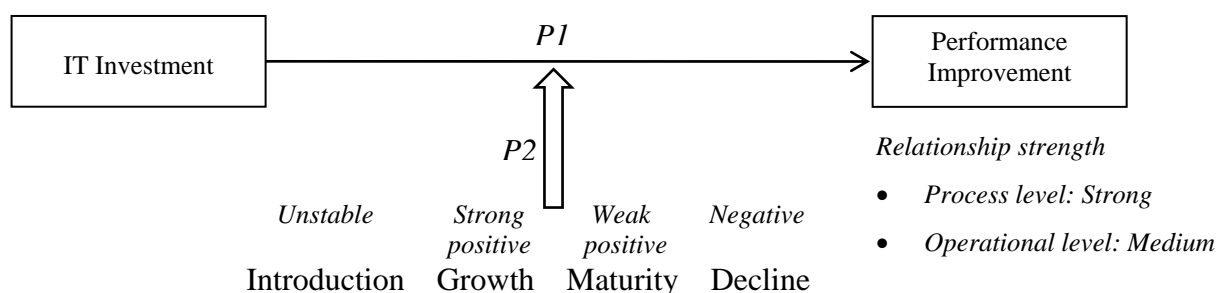 P1
IT Investment
Performance
Improvement
P2
Relationship strength
• Process level: Strong
• Operational level: Medium
Unstable Strong Weak Negative
positive positive
Introduction Growth Maturity Decline